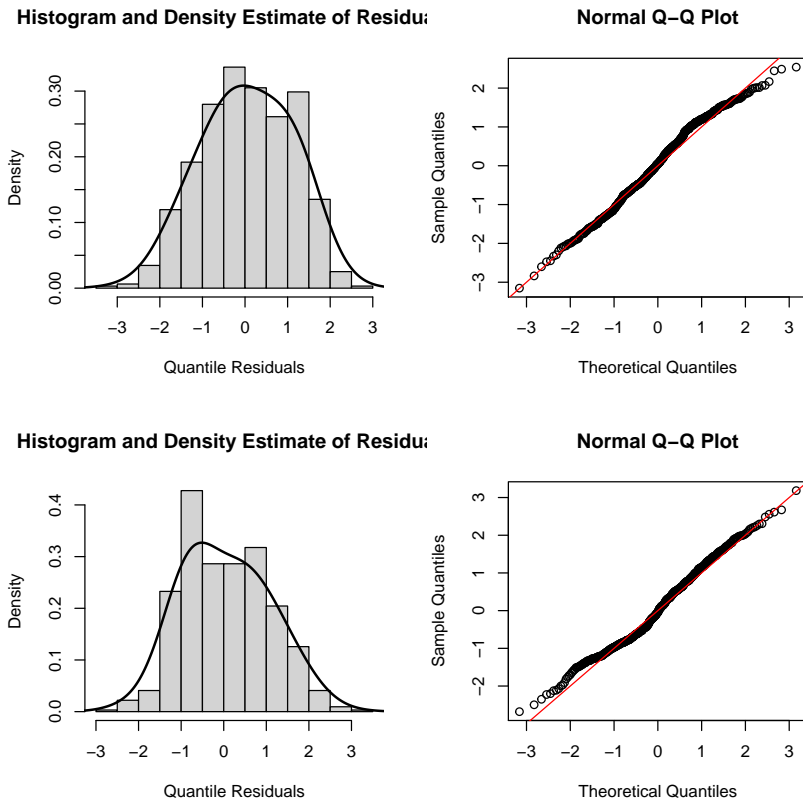 Histogram and Density Estimate of Residua
Density
0.00 0.10 0.20 0.30
−3 −2 −1 0 1 2 3
Quantile Residuals
Normal Q−Q Plot
Sample Quantiles
−3 −2 −1 0 1 2
−3 −2 −1 0 1 2 3
Theoretical Quantiles
Histogram and Density Estimate of Residua
Density
0.0 0.1 0.2 0.3 0.4
−3 −2 −1 0 1 2 3
Quantile Residuals
Normal Q−Q Plot
Sample Quantiles
−2 −1 0 1 2 3
−3 −2 −1 0 1 2 3
Theoretical Quantiles